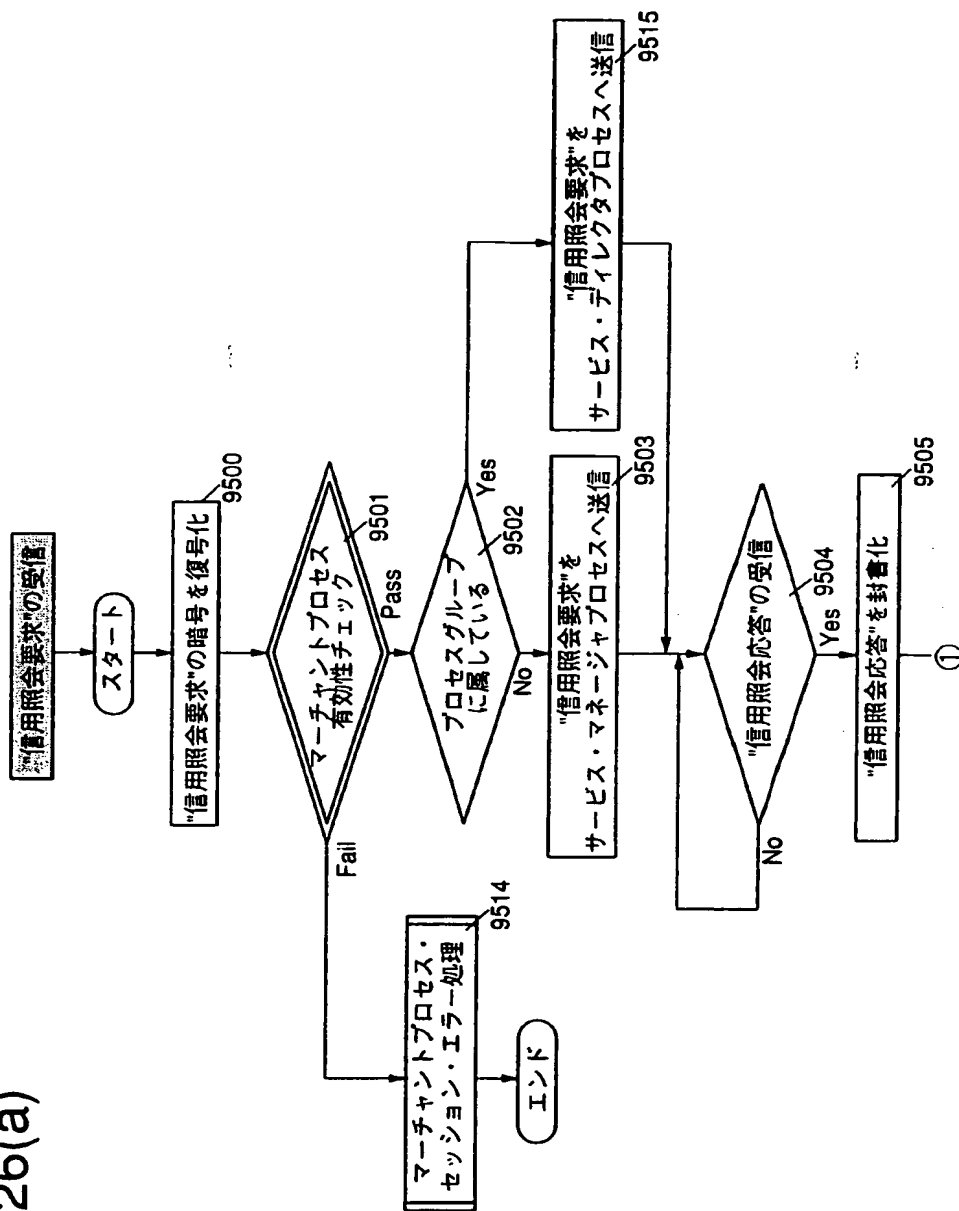 26(a)
"信用照会要求"の受信
スタート
"信用照会要求"の暗号を復号化
9500
マーチャントプロセス
有効性チェック
9501
Fail
Pass
マーチャントプロセス・
セッション・エラー処理
9514
エンド
プロセスグループ
に属している
9502
Yes
No
"信用照会要求"を
サービス・マネージャプロセスへ送信
9503
"信用照会要求"を
サービス・ディレクタプロセスへ送信
9515
"信用照会応答"の受信
9504
No
Yes
"信用照会応答"を封書化
9505
①